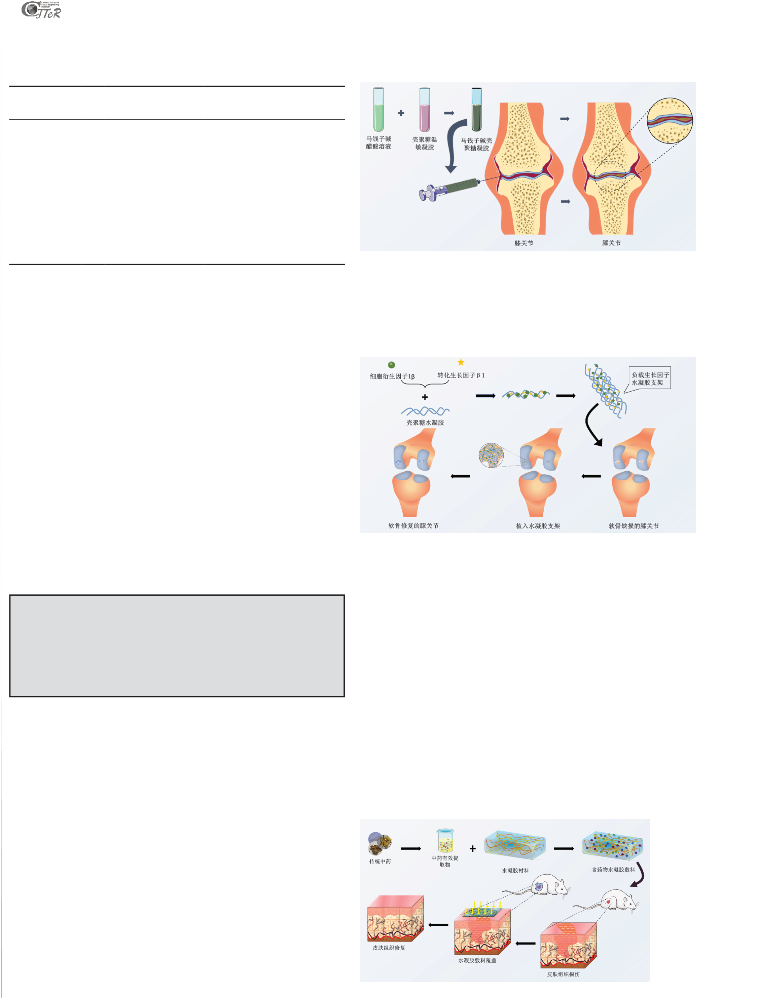 Chinese Journal of
Tissue Engineering
Research
CJTER
马钱子碱
醋酸溶液
壳聚糖温
敏凝胶
马钱子碱壳
聚糖凝胶
膝关节
膝关节
细胞衍生因子1β
转化生长因子β1
负载生长因子
水凝胶支架
壳聚糖水凝胶
软骨修复的膝关节
植入水凝胶支架
软骨缺损的膝关节
传统中药
中药有效提
取物
水凝胶材料
含药物水凝胶敷料
皮肤组织修复
水凝胶敷料覆盖
皮肤组织损伤